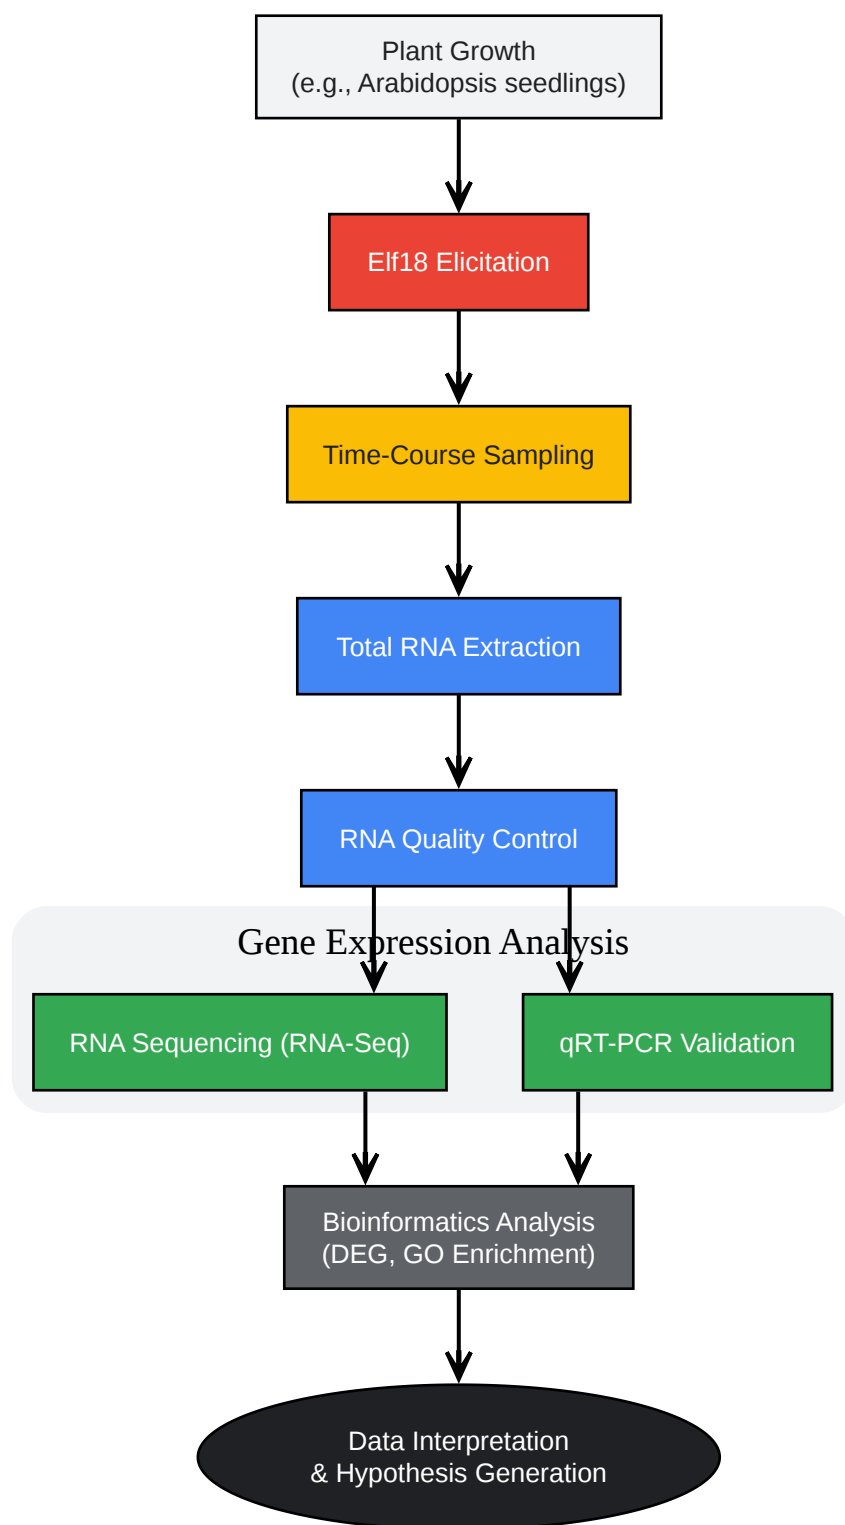 Plant Growth
(e.g., Arabidopsis seedlings)
Elf18 Elicitation
Time-Course Sampling
Total RNA Extraction
RNA Quality Control
Gene Expression Analysis
RNA Sequencing (RNA-Seq)
qRT-PCR Validation
Bioinformatics Analysis
(DEG, GO Enrichment)
Data Interpretation
& Hypothesis Generation